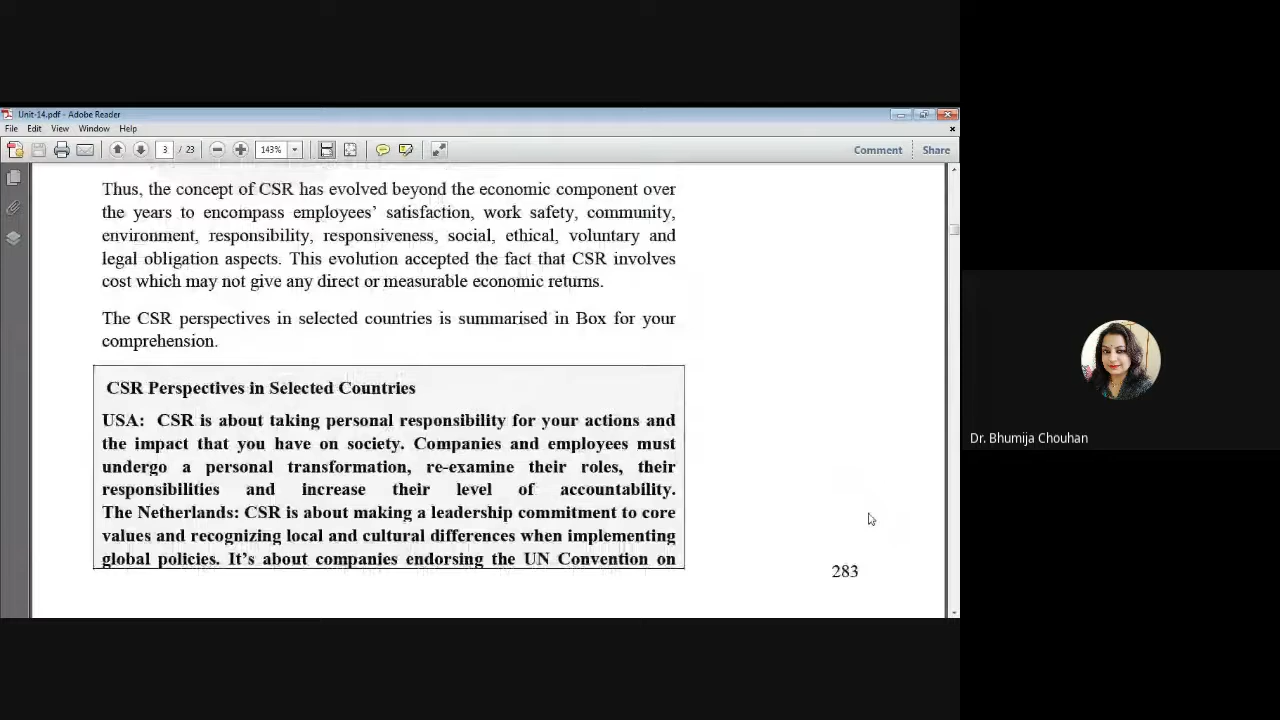 Unit-14.pdf - Adobe Reader
File Edit View Window Help
3 / 23 143% Comment Share
Thus, the concept of CSR has evolved beyond the economic component over
the years to encompass employees' satisfaction, work safety, community,
environment, responsibility, responsiveness, social, ethical, voluntary and
legal obligation aspects. This evolution accepted the fact that CSR involves
cost which may not give any direct or measurable economic returns.
The CSR perspectives in selected countries is summarised in Box for your
comprehension.
CSR Perspectives in Selected Countries
USA: CSR is about taking personal responsibility for your actions and
the impact that you have on society. Companies and employees must
undergo a personal transformation, re-examine their roles, their
responsibilities and increase their level of accountability.
The Netherlands: CSR is about making a leadership commitment to core
values and recognizing local and cultural differences when implementing
global policies. It's about companies endorsing the UN Convention on
283
Dr. Bhumija Chouhan